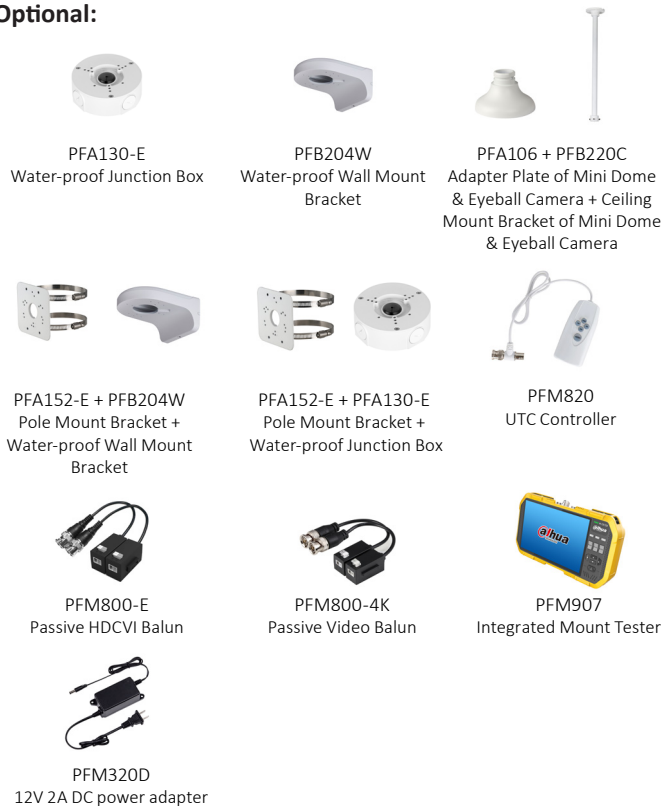 Optional:
PFA130-E
Water-proof Junction Box
PFB204W
Water-proof Wall Mount
Bracket
PFA106 + PFB220C
Adapter Plate of Mini Dome
& Eyeball Camera + Ceiling
Mount Bracket of Mini Dome
& Eyeball Camera
PFA152-E + PFB204W
Pole Mount Bracket +
Water-proof Wall Mount
Bracket
PFA152-E + PFA130-E
Pole Mount Bracket +
Water-proof Junction Box
PFM820
UTC Controller
alhua
PFM800-E
Passive HDCVI Balun
PFM800-4K
Passive Video Balun
PFM907
Integrated Mount Tester
PFM320D
12V 2A DC power adapter